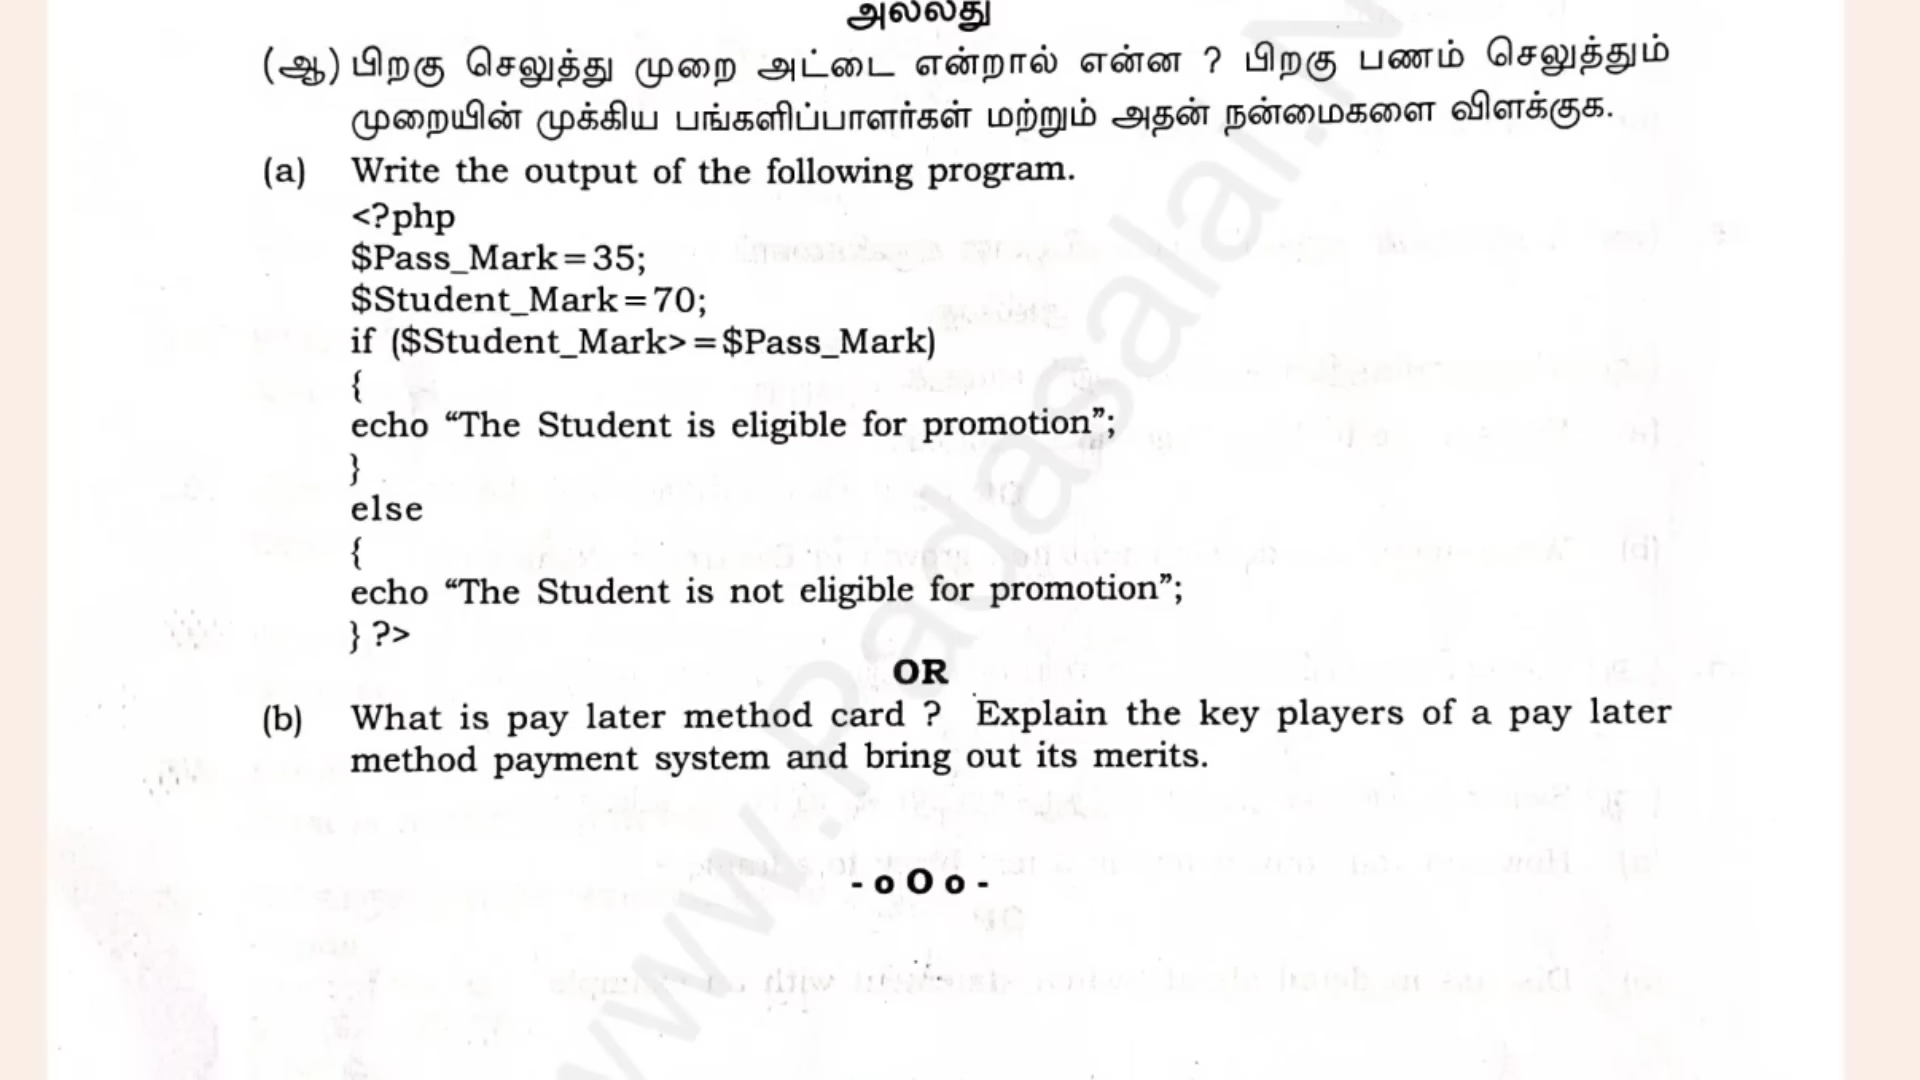 அல்லது
(ஆ) பிறகு செலுத்து முறை அட்டை என்றால் என்ன ? பிறகு பணம் செலுத்தும்
முறையின் முக்கிய பங்களிப்பாளர்கள் மற்றும் அதன் நன்மைகளை விளக்குக.
(a) Write the output of the following program.
<?php
$Pass_Mark=35;
$Student_Mark=70;
if ($Student_Mark>=$Pass_Mark)
{
echo “The Student is eligible for promotion”;
}
else
{
echo “The Student is not eligible for promotion”;
} ?>
OR
(b) What is pay later method card ? Explain the key players of a pay later
method payment system and bring out its merits.
- o O o -
www.Padasalai.N